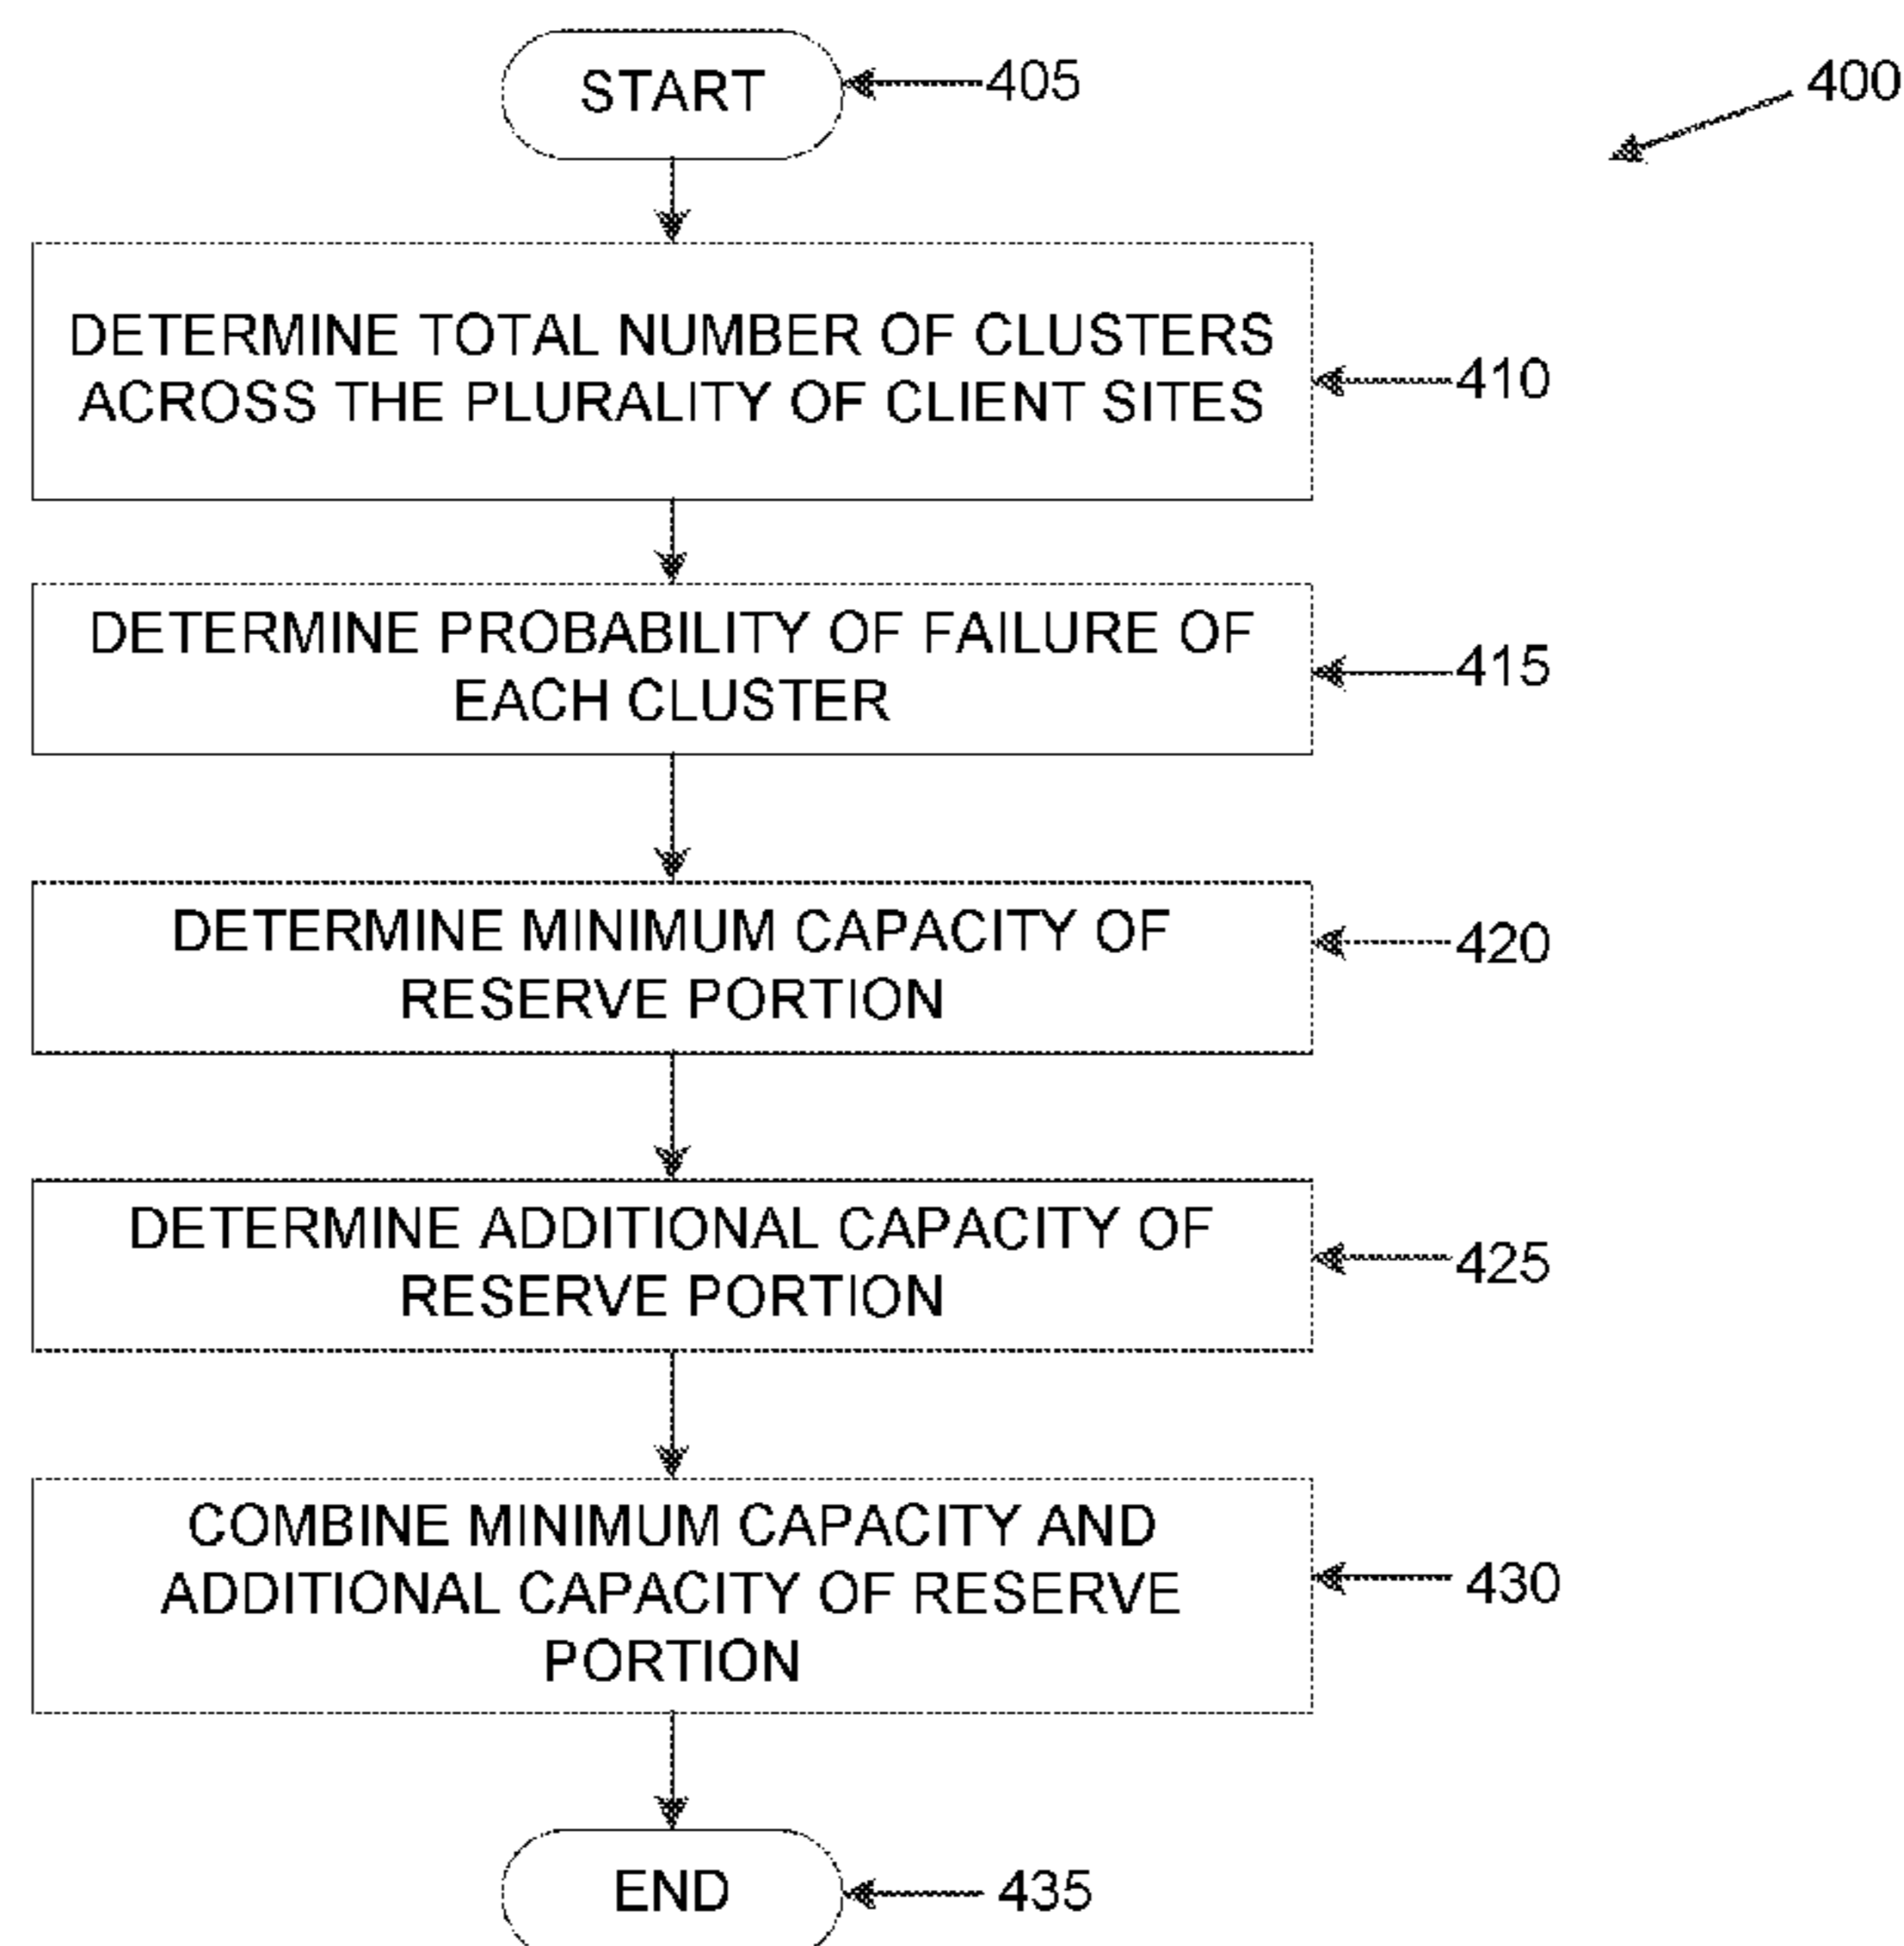 START
405
400
DETERMINE TOTAL NUMBER OF CLUSTERS
ACROSS THE PLURALITY OF CLIENT SITES
410
DETERMINE PROBABILITY OF FAILURE OF
EACH CLUSTER
415
DETERMINE MINIMUM CAPACITY OF
RESERVE PORTION
420
DETERMINE ADDITIONAL CAPACITY OF
RESERVE PORTION
425
COMBINE MINIMUM CAPACITY AND
ADDITIONAL CAPACITY OF RESERVE
PORTION
430
END
435